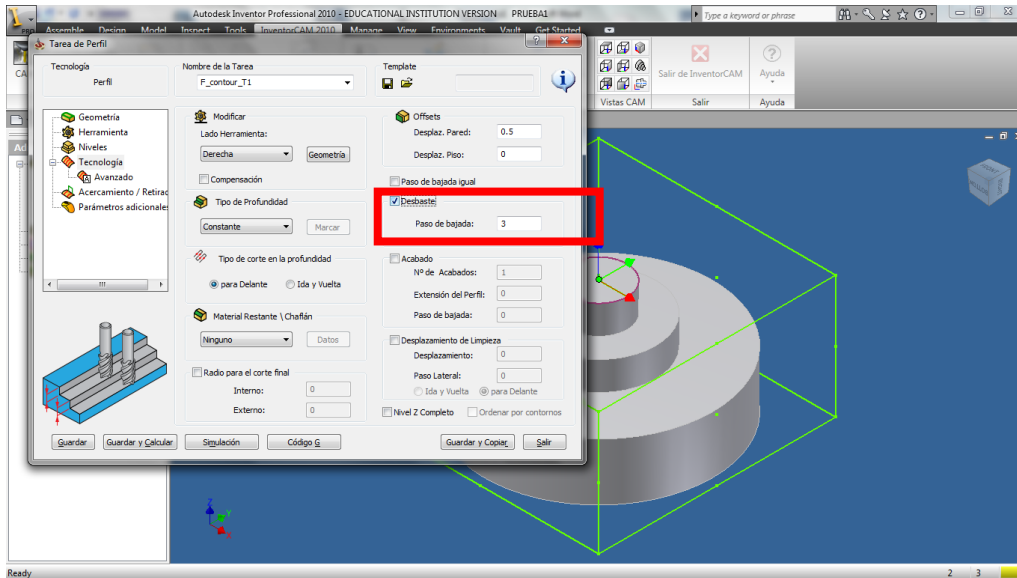 Autodesk Inventor Professional 2010 - EDUCATIONAL INSTITUTION VERSION PRUEBA1
Type a keyword or phrase
PRO Assemble Design Model Inspect Tools InventorCAM 2010 Manage View Environments Vault Get Started
Tarea de Perfil
Tecnología
Perfil
Nombre de la Tarea
F_contour_T1
Template
Salir de InventorCAM
Ayuda
Vistas CAM
Salir
Ayuda
Geometría
Herramienta
Niveles
Tecnología
Avanzado
Acercamiento / Retirad
Parámetros adicionale
Modificar
Lado Herramienta:
Derecha
Geometría
Compensación
Tipo de Profundidad
Constante
Marcar
Tipo de corte en la profundidad
para Delante
Ida y Vuelta
Material Restante \ Chaflán
Ninguno
Datos
Radio para el corte final
Interno: 0
Externo: 0
Offsets
Desplaz. Pared: 0.5
Desplaz. Piso: 0
Paso de bajada igual
Desbaste
Paso de bajada: 3
Acabado
Nº de Acabados: 1
Extensión del Perfil: 0
Paso de bajada: 0
Desplazamiento de Limpieza
Desplazamiento: 0
Paso Lateral: 0
Ida y Vuelta
para Delante
Nivel Z Completo
Ordenar por contornos
Guardar
Guardar y Calcular
Simulación
Código G
Guardar y Copiar
Salir
FRONT
Z
Y
X
Ready
2 3